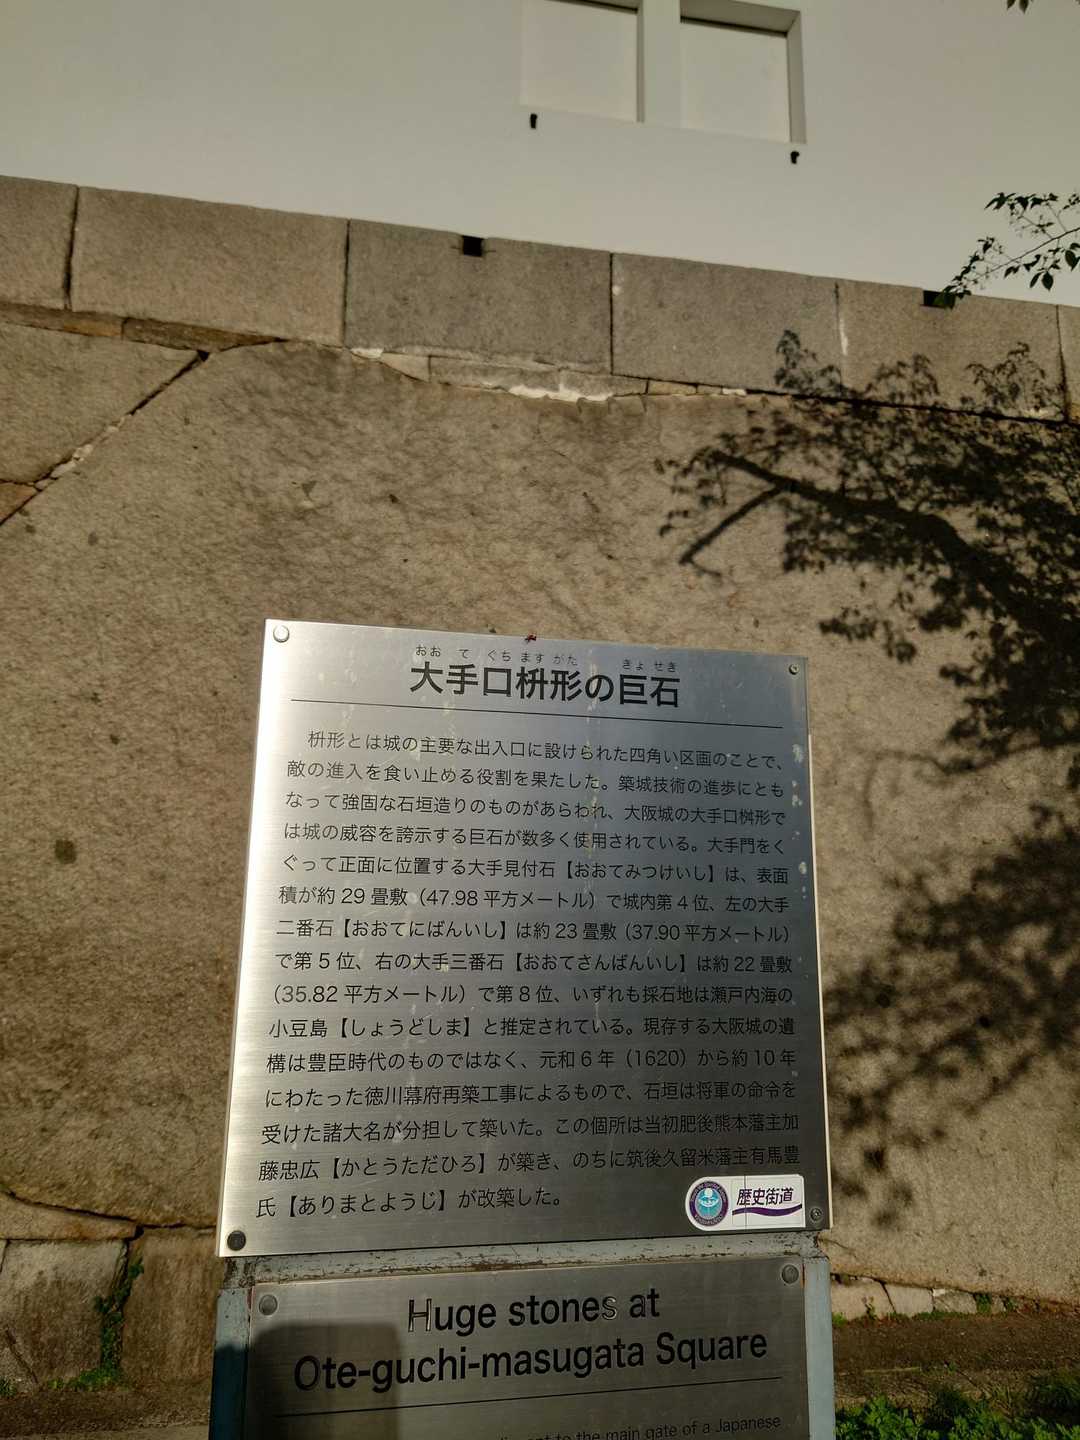 おおてぐちますがた きょせき
大手口枡形の巨石
枡形とは城の主要な出入口に設けられた四角い区画のことで、
敵の進入を食い止める役割を果たした。築城技術の進歩にとも
なって強固な石垣造りのものがあらわれ、大阪城の大手口桝形で
は城の威容を誇示する巨石が数多く使用されている。大手門をく
ぐって正面に位置する大手見付石【おおてみつけいし】は、表面
積が約29畳敷（47.98平方メートル）で城内第4位、左の大手
二番石【おおてにばんいし】は約23畳敷（37.90平方メートル）
で第5位、右の大手三番石【おおてさんばんいし】は約22畳敷
（35.82平方メートル）で第8位、いずれも採石地は瀬戸内海の
小豆島【しょうどしま】と推定されている。現存する大阪城の遺
構は豊臣時代のものではなく、元和6年（1620）から約10年
にわたった徳川幕府再築工事によるもので、石垣は将軍の命令を
受けた諸大名が分担して築いた。この個所は当初肥後熊本藩主加
藤忠広【かとうただひろ】が築き、のちに筑後久留米藩主有馬豊
氏【ありまとようじ】が改築した。
歴史街道
Huge stones at
Ote-guchi-masugata Square
to the main gate of a Japanese